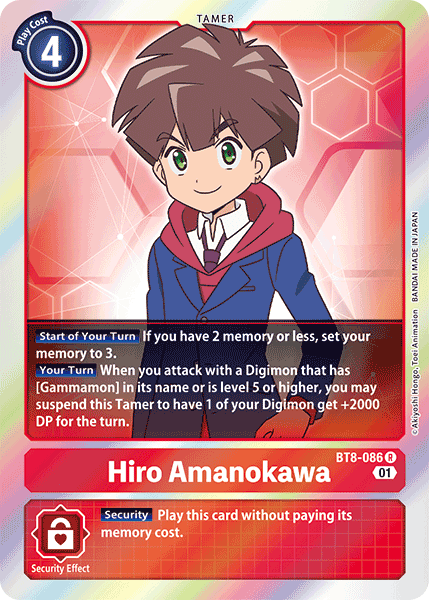 TAMER
Play Cost
4
Start of Your Turn If you have 2 memory or less, set your
memory to 3.
Your Turn When you attack with a Digimon that has
[Gammamon] in its name or is level 5 or higher, you may
suspend this Tamer to have 1 of your Digimon get +2000
DP for the turn.
©Akiyoshi Hongo, Toei Animation BANDAI MADE IN JAPAN
BT8-086 R
Hiro Amanokawa
01
Security Play this card without paying its
memory cost.
Security Effect